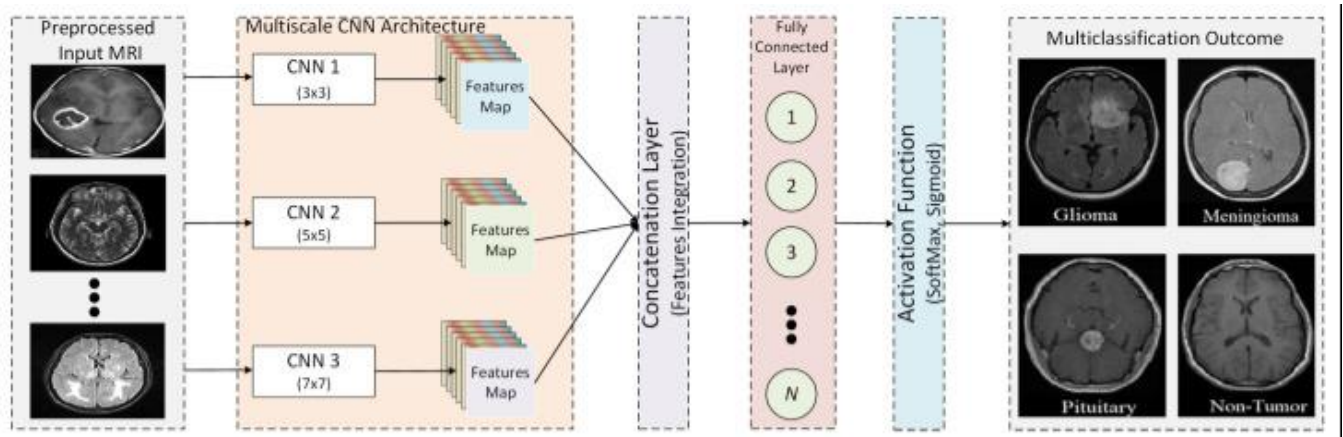 Preprocessed
Input MRI
Multiscale CNN Architecture
CNN 1
(3x3)
Features
Map
CNN 2
(5x5)
Features
Map
CNN 3
(7x7)
Features
Map
Concatenation Layer
(Features Integration)
Fully
Connected
Layer
1
2
3
N
Activation Function
(SoftMax, Sigmoid)
Multiclassification Outcome
Glioma
Meningioma
Pituitary
Non-Tumor